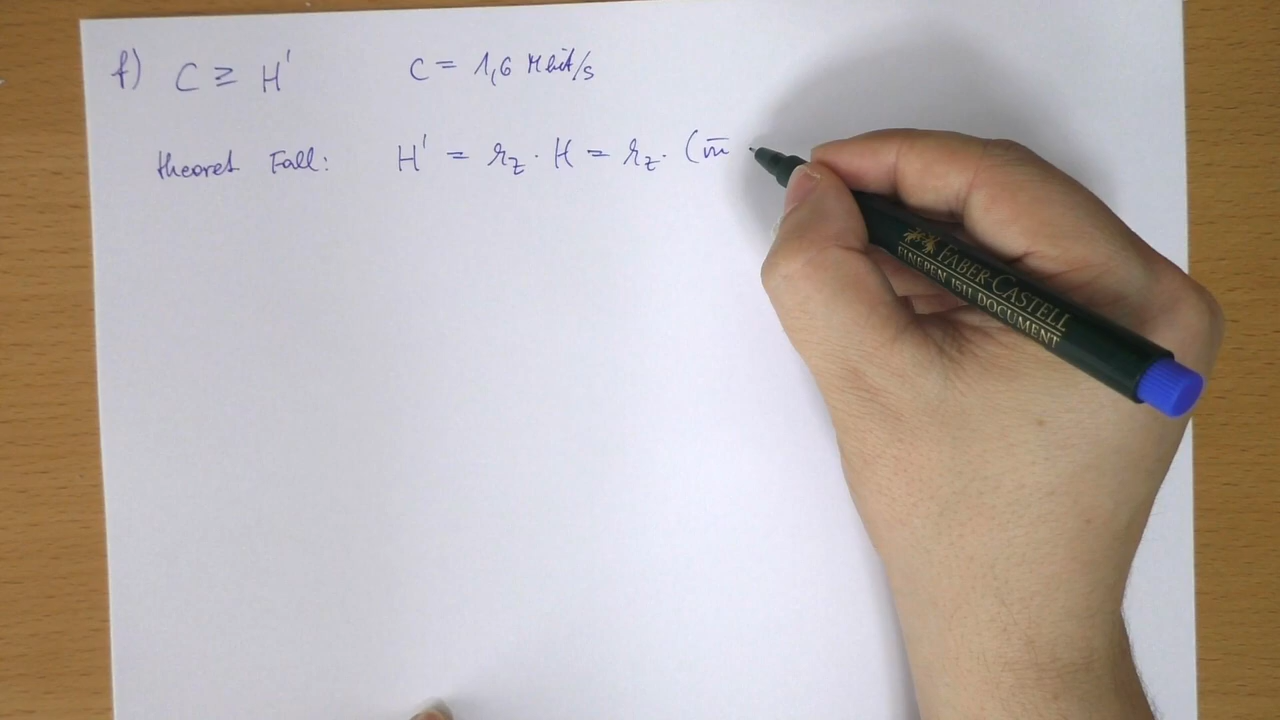 f) C ≥ H' C = 1,6 Mbit/s
theoret Fall: H' = r_z · H = r_z · (m̄
FABER-CASTELL
FINEPEN 1511 DOCUMENT